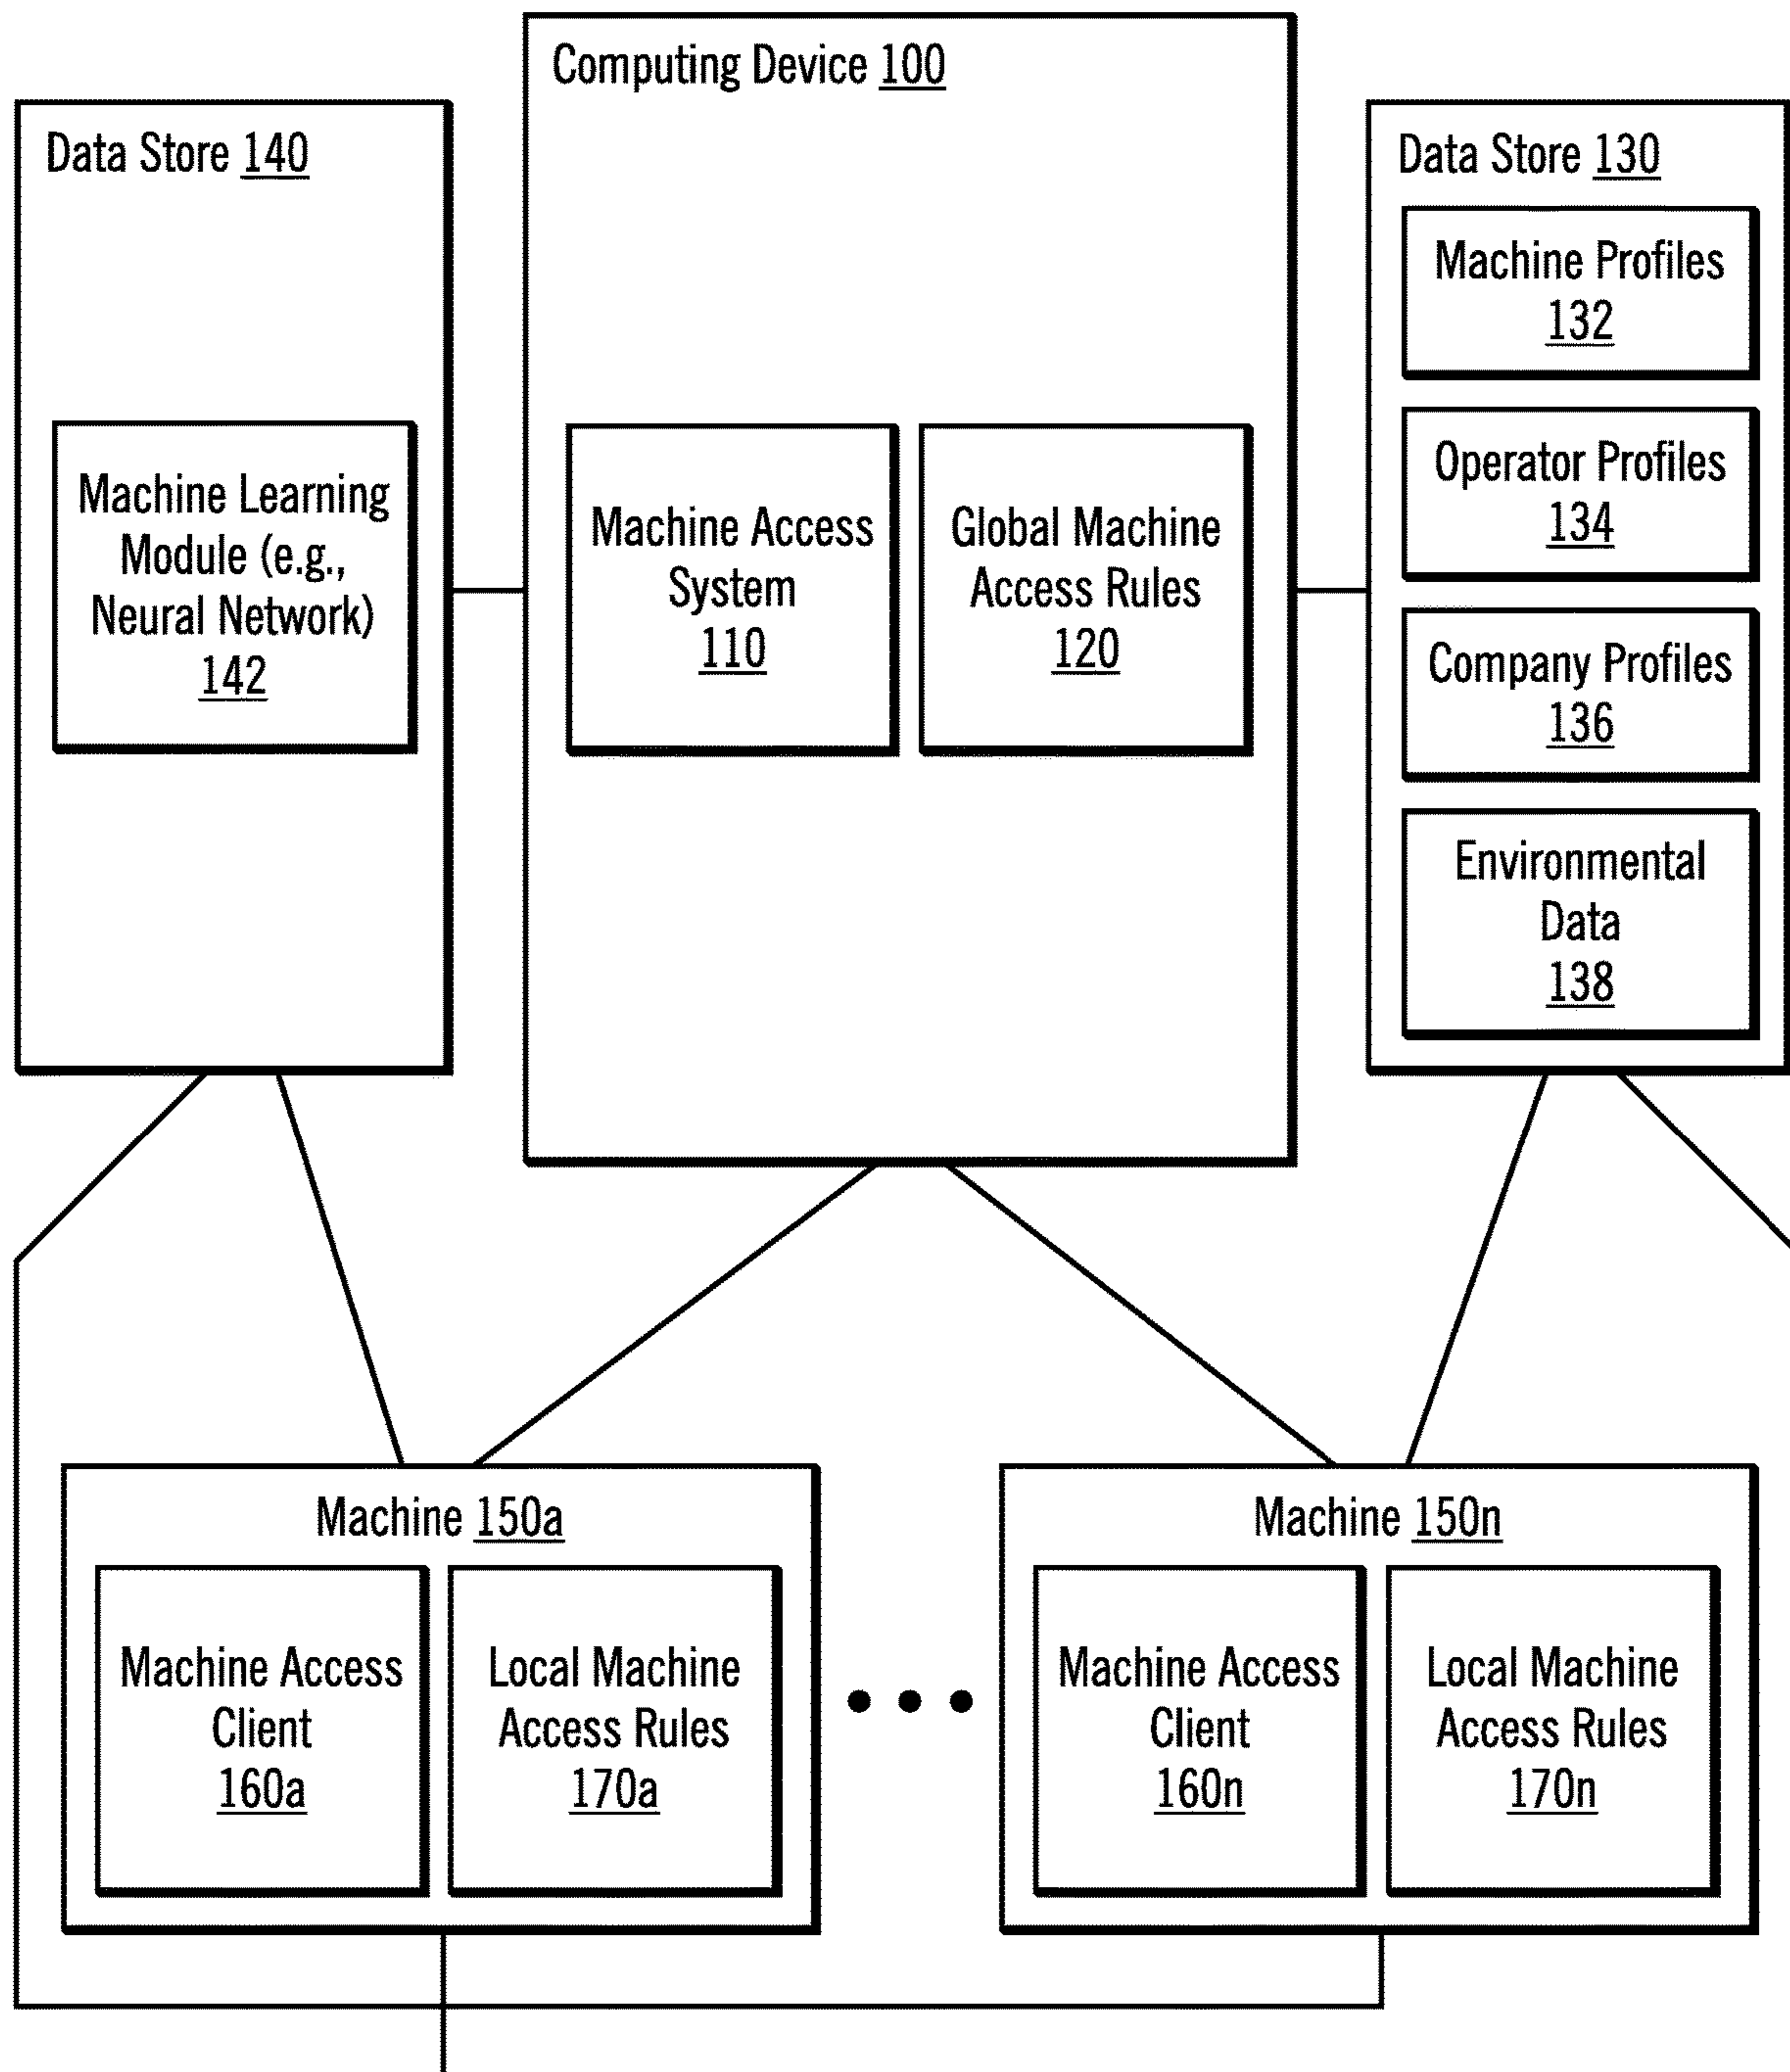 Computing Device 100
Data Store 140
Machine Learning
Module (e.g.,
Neural Network)
142
Machine Access
System
110
Global Machine
Access Rules
120
Data Store 130
Machine Profiles
132
Operator Profiles
134
Company Profiles
136
Environmental
Data
138
Machine 150a
Machine Access
Client
160a
Local Machine
Access Rules
170a
Machine 150n
Machine Access
Client
160n
Local Machine
Access Rules
170n